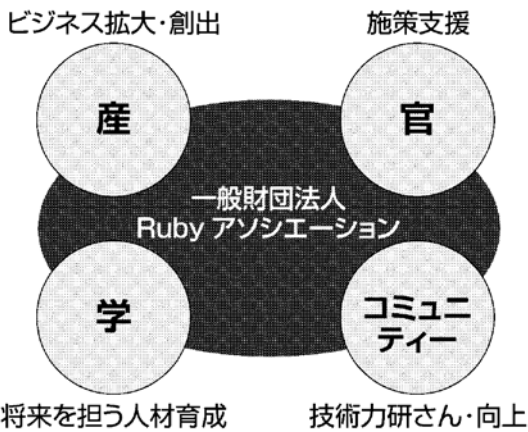 ビジネス拡大・創出
施策支援
産
官
一般財団法人
Ruby アソシエーション
学
コミュニ
ティー
将来を担う人材育成
技術力研さん・向上